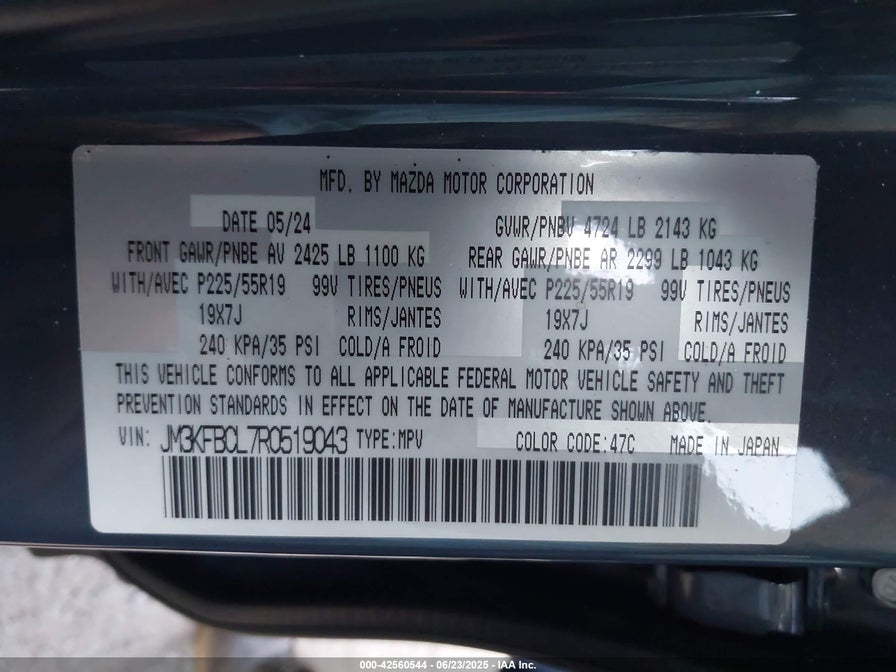 MFD. BY MAZDA MOTOR CORPORATION
DATE 05/24 GVWR/PNBV 4724 LB 2143 KG
FRONT GAWR/PNBE AV 2425 LB 1100 KG REAR GAWR/PNBE AR 2299 LB 1043 KG
WITH/AVEC P225/55R19 99V TIRES/PNEUS WITH/AVEC P225/55R19 99V TIRES/PNEUS
19X7J RIMS/JANTES 19X7J RIMS/JANTES
240 KPA/35 PSI COLD/A FROID 240 KPA/35 PSI COLD/A FROID
THIS VEHICLE CONFORMS TO ALL APPLICABLE FEDERAL MOTOR VEHICLE SAFETY AND THEFT
PREVENTION STANDARDS IN EFFECT ON THE DATE OF MANUFACTURE SHOWN ABOVE.
VIN: JM3KFBCL7R0519043 TYPE:MPV COLOR CODE:47C MADE IN JAPAN
000-42560544 - 06/23/2025 - IAA Inc.